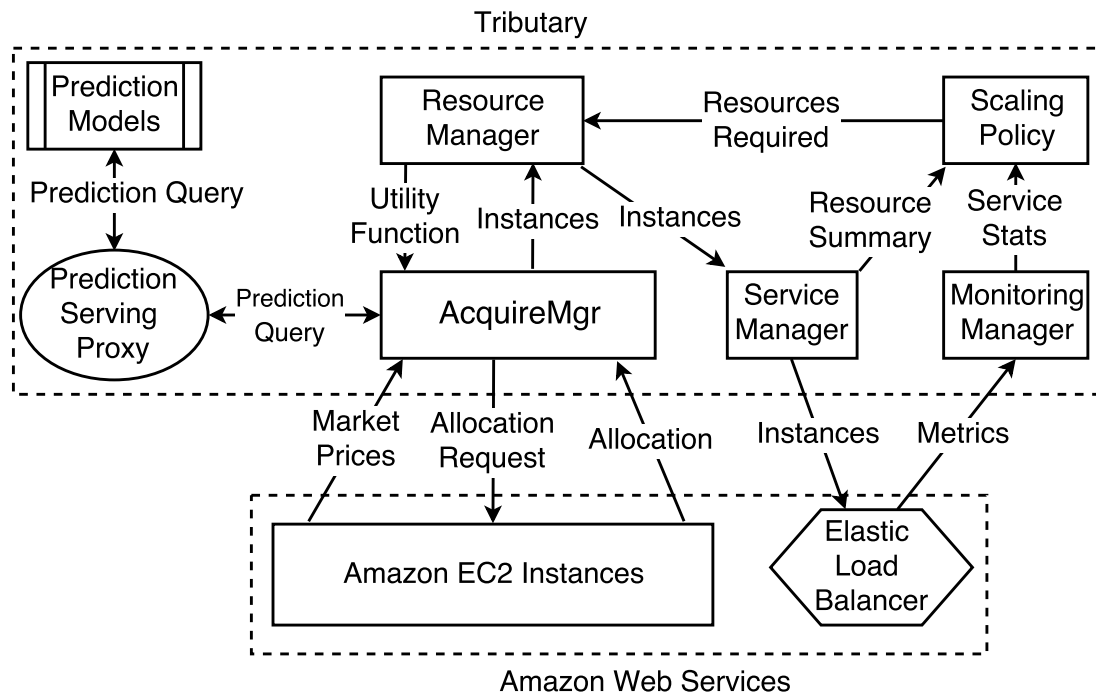 Tributary
Prediction
Models
Resource
Manager
Resources
Required
Scaling
Policy
Prediction Query
Utility
Function
Instances
Instances
Resource
Summary
Service
Stats
Prediction
Serving
Proxy
Prediction
Query
AcquireMgr
Service
Manager
Monitoring
Manager
Market
Prices
Allocation
Request
Allocation
Instances
Metrics
Amazon EC2 Instances
Elastic
Load
Balancer
Amazon Web Services